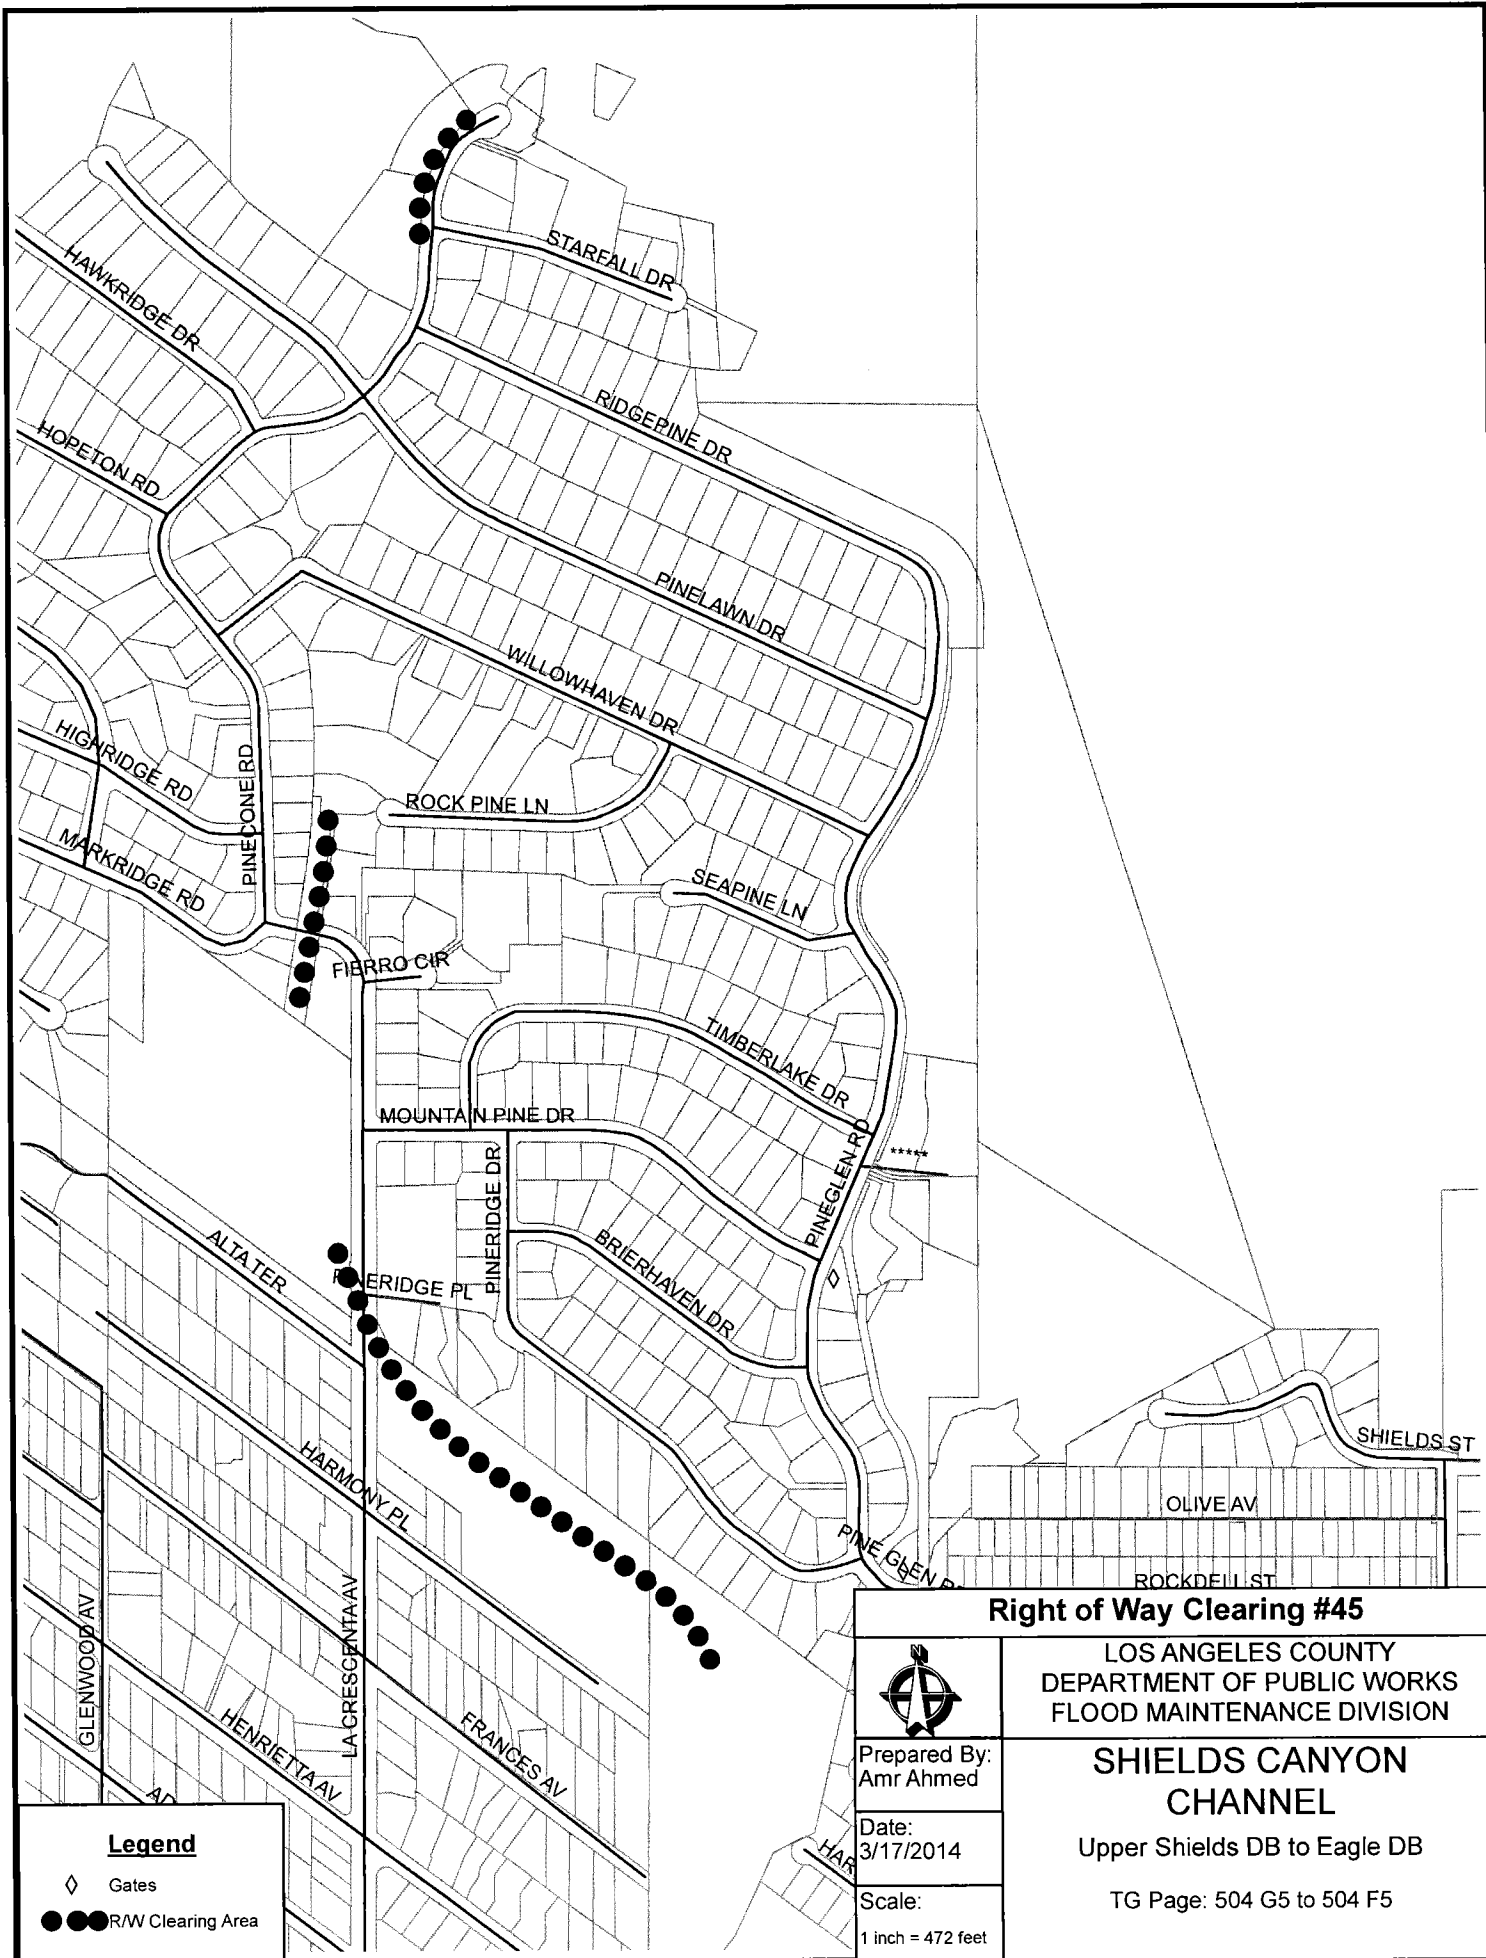 STARFALL DR
HAWKRIDGE DR
RIDGEPINE DR
HOPETON RD
PINELAWN DR
WILLOWHAVEN DR
HIGHRIDGE RD
PINECONE RD
ROCK PINE LN
MARKRIDGE RD
SEAPINE LN
FIERRO CIR
TIMBERLAKE DR
MOUNTAIN PINE DR
PINEGLEN RD
*****
PINERIDGE DR
ALTA TER
BRIERHAVEN DR
PINERIDGE PL
SHIELDS ST
HARMONY PL
OLIVE AV
PINE GLEN R
ROCKDELL ST
GLENWOOD AV
LA CRESCENTA AV
HENRIETTA AV
FRANCES AV
AD
HAR
Legend
Gates
R/W Clearing Area
Right of Way Clearing #45
N
LOS ANGELES COUNTY
DEPARTMENT OF PUBLIC WORKS
FLOOD MAINTENANCE DIVISION
Prepared By:
Amr Ahmed
SHIELDS CANYON
CHANNEL
Date:
3/17/2014
Upper Shields DB to Eagle DB
Scale:
1 inch = 472 feet
TG Page: 504 G5 to 504 F5